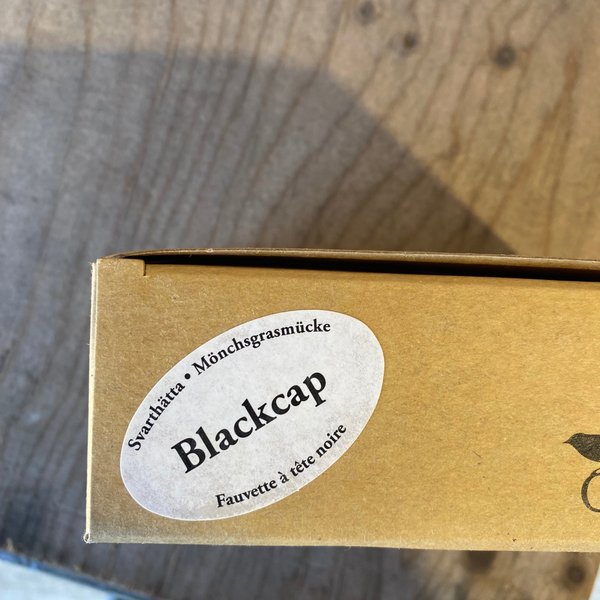 Svarthätta • Mönchsgrasmücke
Blackcap
Fauvette à tête noire